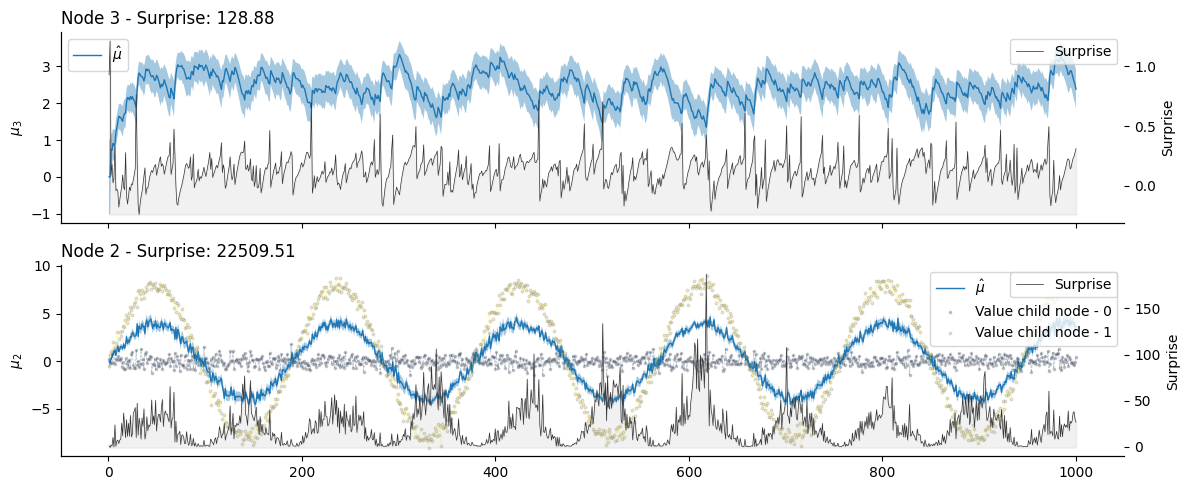 Node 3 - Surprise: 128.88
μ̂
Surprise
3
2
1
0
−1
μ₃
1.0
0.5
0.0
Surprise
Node 2 - Surprise: 22509.51
μ̂
Value child node - 0
Value child node - 1
Surprise
10
5
0
−5
μ₂
150
100
50
0
Surprise
0
200
400
600
800
1000